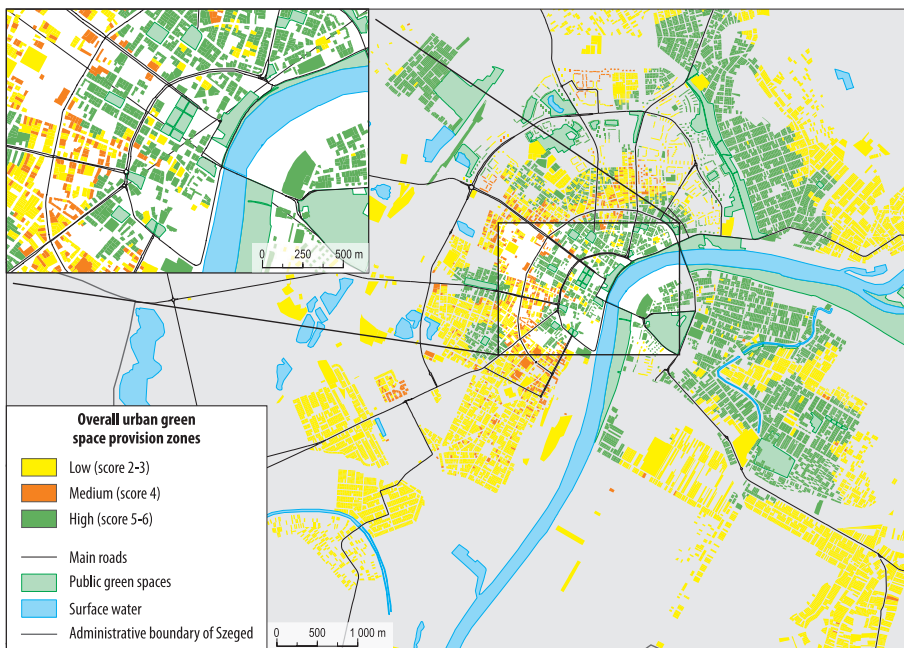 0 250 500 m
Overall urban green
space provision zones
Low (score 2-3)
Medium (score 4)
High (score 5-6)
Main roads
Public green spaces
Surface water
Administrative boundary of Szeged
0 500 1 000 m